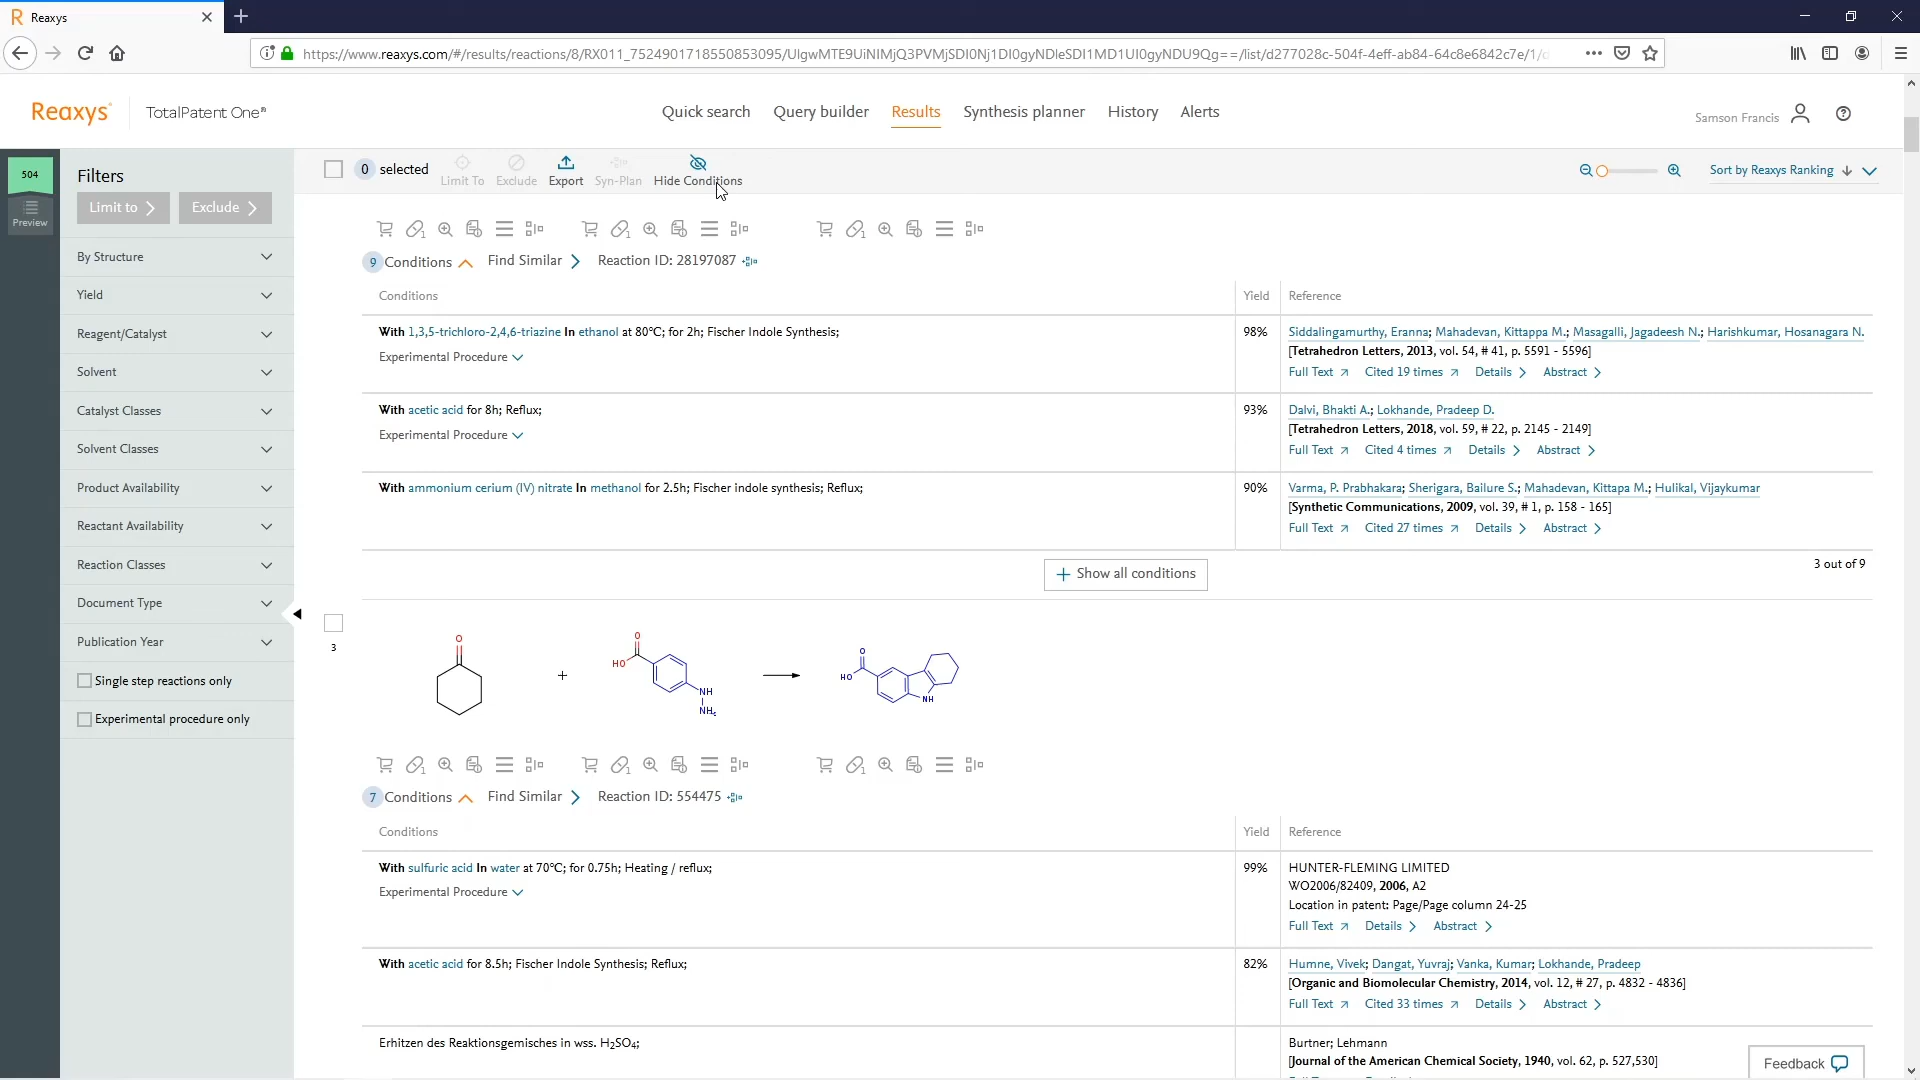 Reaxys
https://www.reaxys.com/#/results/reactions/8/RX011_7524901718550853095/UlgwMTE9UiNIMjQ3PVMjSDI0Nj1DI0gyNDleSDI1MD1UI0gyNDU9Qg==/list/d277028c-504f-4eff-ab84-64c8e6842c7e/1/d
Reaxys® TotalPatent One® Quick search Query builder Results Synthesis planner History Alerts Samson Francis
504 Preview
Filters
Limit to Exclude
By Structure
Yield
Reagent/Catalyst
Solvent
Catalyst Classes
Solvent Classes
Product Availability
Reactant Availability
Reaction Classes
Document Type
Publication Year
Single step reactions only
Experimental procedure only
0 selected Limit To Exclude Export Syn-Plan Hide Conditions Sort by Reaxys Ranking
9 Conditions Find Similar Reaction ID: 28197087
Conditions Yield Reference
With 1,3,5-trichloro-2,4,6-triazine In ethanol at 80°C; for 2h; Fischer Indole Synthesis;
Experimental Procedure
98%
Siddalingamurthy, Eranna; Mahadevan, Kittappa M.; Masagalli, Jagadeesh N.; Harishkumar, Hosanagara N.
[Tetrahedron Letters, 2013, vol. 54, # 41, p. 5591 - 5596]
Full Text Cited 19 times Details Abstract
With acetic acid for 8h; Reflux;
Experimental Procedure
93%
Dalvi, Bhakti A.; Lokhande, Pradeep D.
[Tetrahedron Letters, 2018, vol. 59, # 22, p. 2145 - 2149]
Full Text Cited 4 times Details Abstract
With ammonium cerium (IV) nitrate In methanol for 2.5h; Fischer indole synthesis; Reflux;
90%
Varma, P. Prabhakara; Sherigara, Bailure S.; Mahadevan, Kittapa M.; Hulikal, Vijaykumar
[Synthetic Communications, 2009, vol. 39, # 1, p. 158 - 165]
Full Text Cited 27 times Details Abstract
Show all conditions
3 out of 9
3
O
+
O
HO
NH
NH₂
O
HO
NH
7 Conditions Find Similar Reaction ID: 554475
Conditions Yield Reference
With sulfuric acid In water at 70°C; for 0.75h; Heating / reflux;
Experimental Procedure
99%
HUNTER-FLEMING LIMITED
WO2006/82409, 2006, A2
Location in patent: Page/Page column 24-25
Full Text Details Abstract
With acetic acid for 8.5h; Fischer Indole Synthesis; Reflux;
82%
Humne, Vivek; Dangat, Yuvraj; Vanka, Kumar; Lokhande, Pradeep
[Organic and Biomolecular Chemistry, 2014, vol. 12, # 27, p. 4832 - 4836]
Full Text Cited 33 times Details Abstract
Erhitzen des Reaktionsgemisches in wss. H₂SO₄;
Burtner; Lehmann
[Journal of the American Chemical Society, 1940, vol. 62, p. 527,530]
Feedback